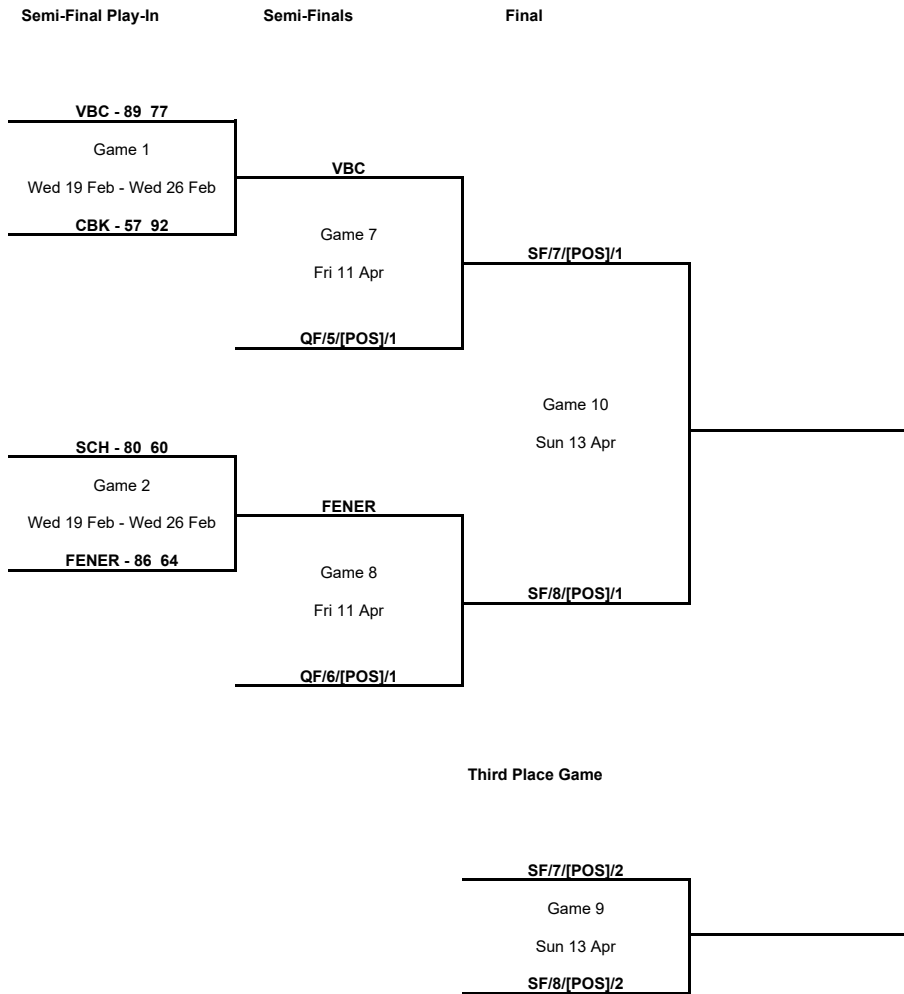 Semi-Final Play-In
Semi-Finals
Final
VBC - 89 77
Game 1
Wed 19 Feb - Wed 26 Feb
CBK - 57 92
VBC
Game 7
Fri 11 Apr
QF/5/[POS]/1
SF/7/[POS]/1
Game 10
Sun 13 Apr
SCH - 80 60
Game 2
Wed 19 Feb - Wed 26 Feb
FENER - 86 64
FENER
Game 8
Fri 11 Apr
QF/6/[POS]/1
SF/8/[POS]/1
Third Place Game
SF/7/[POS]/2
Game 9
Sun 13 Apr
SF/8/[POS]/2